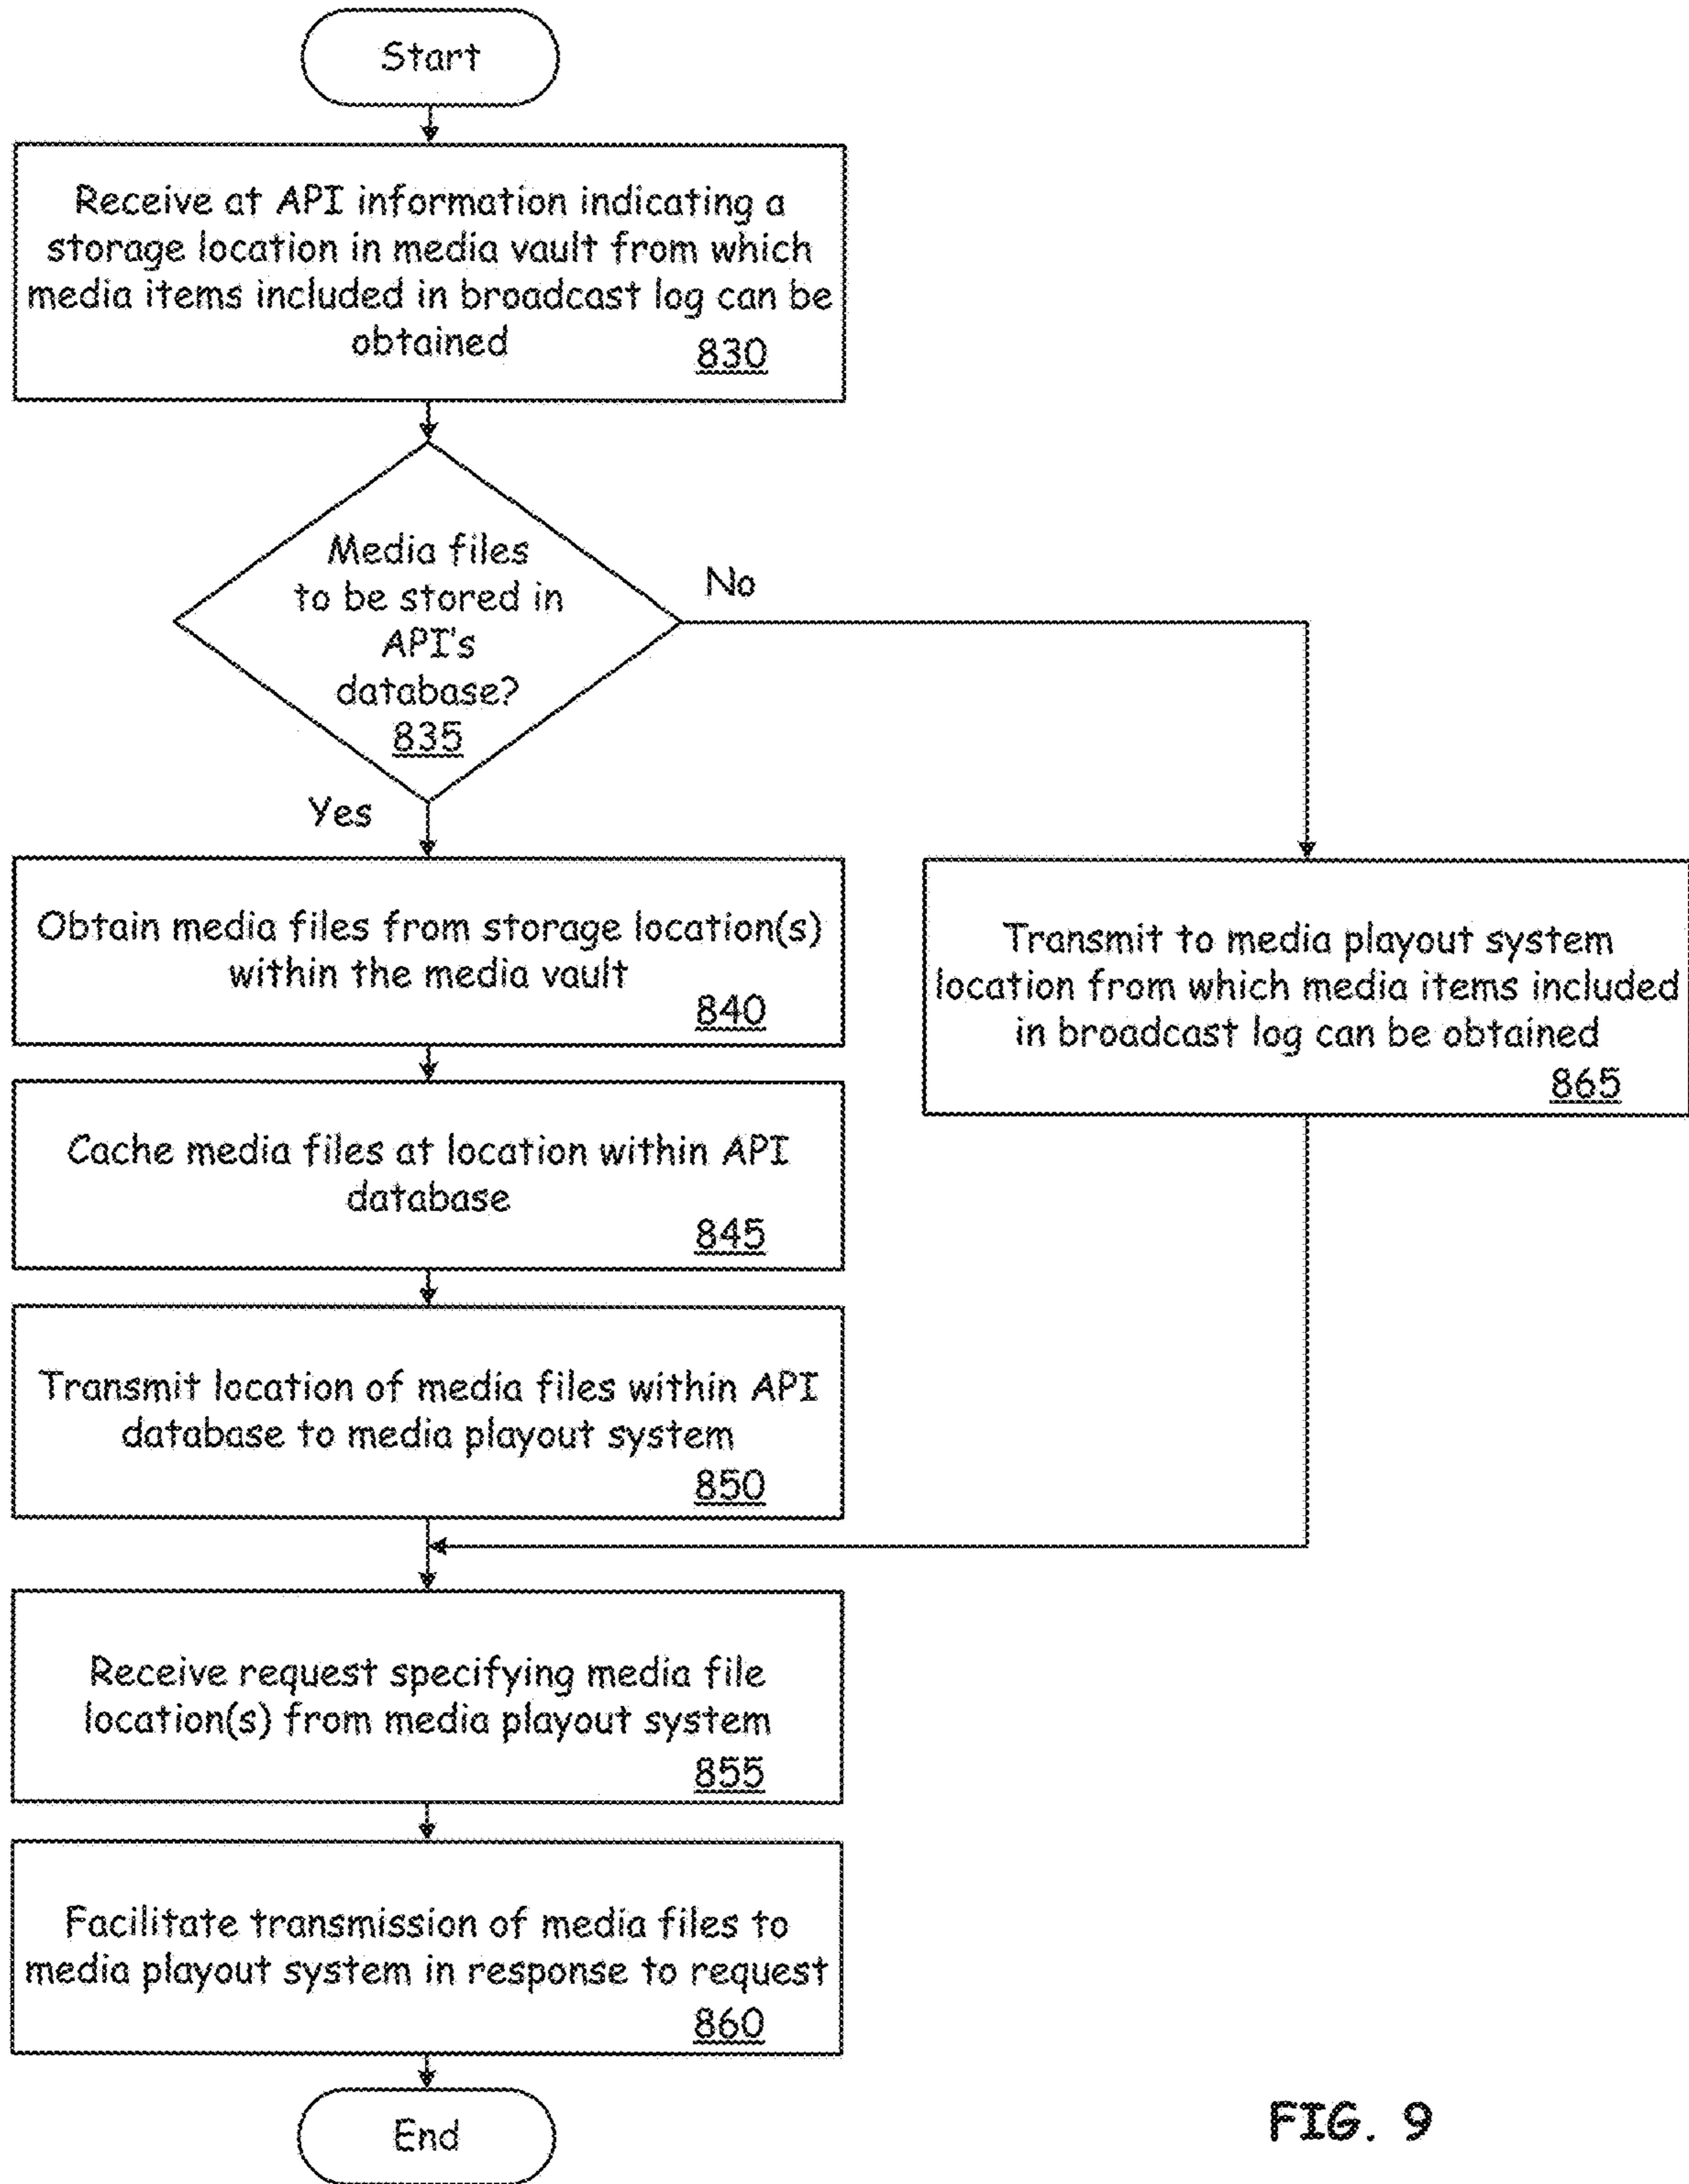 Start
Receive at API information indicating a
storage location in media vault from which
media items included in broadcast log can be
obtained
830
Media files
to be stored in
API's
database?
835
No
Yes
Obtain media files from storage location(s)
within the media vault
840
Transmit to media playout system
location from which media items included
in broadcast log can be obtained
865
Cache media files at location within API
database
845
Transmit location of media files within API
database to media playout system
850
Receive request specifying media file
location(s) from media playout system
855
Facilitate transmission of media files to
media playout system in response to request
860
End
FIG. 9